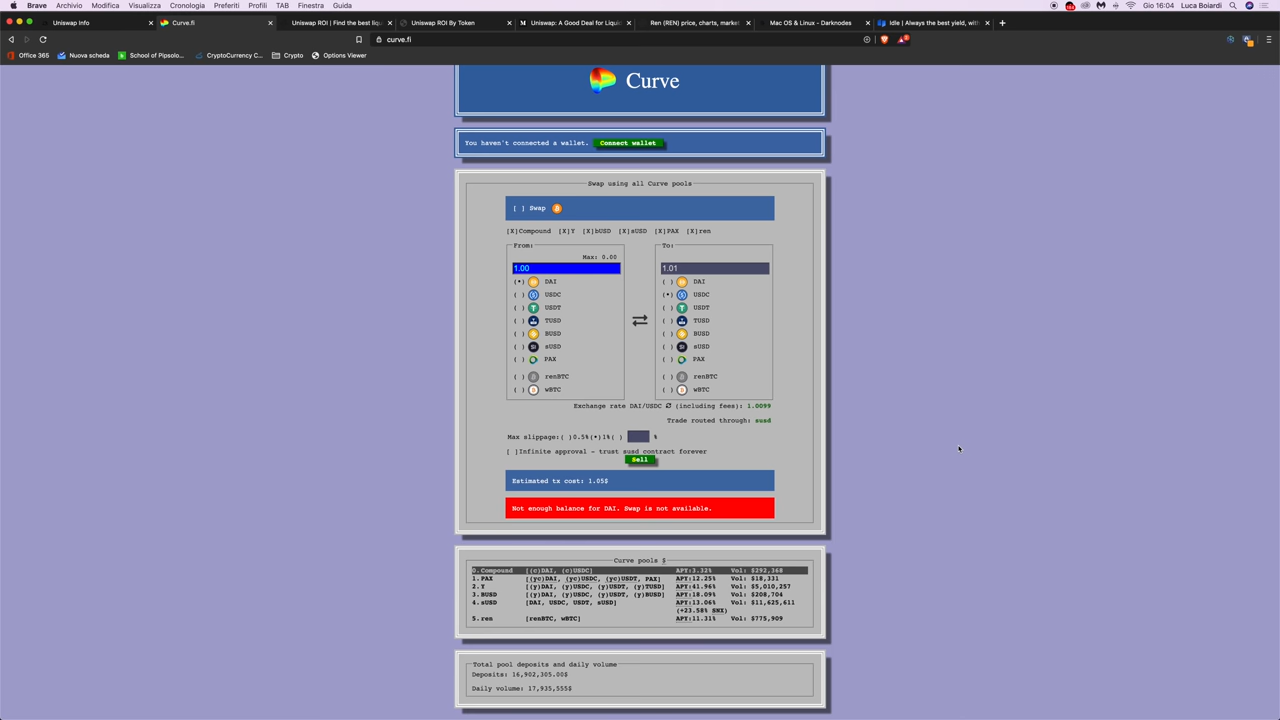 Brave Archivio Modifica Visualizza Cronologia Preferiti Profili TAB Finestra Guida Gio 16:04 Luca Boiardi
Uniswap Info Curve.fi Uniswap ROI | Find the best liq Uniswap ROI By Token Uniswap: A Good Deal for Liqui Ren (REN) price, charts, market Mac OS & Linux - Darknodes Idle | Always the best yield, with
curve.fi
Office 365 Nuova scheda School of Pipsolo... CryptoCurrency C... Crypto Options Viewer
Curve
You haven't connected a wallet. Connect wallet
Swap using all Curve pools
[ ] Swap
[X]Compound [X]Y [X]bUSD [X]sUSD [X]PAX [X]ren
From: To:
Max: 0.00
1.00 1.01
(•) DAI ( ) DAI
( ) USDC (•) USDC
( ) USDT ( ) USDT
( ) TUSD ( ) TUSD
( ) BUSD ( ) BUSD
( ) sUSD ( ) sUSD
( ) PAX ( ) PAX
( ) renBTC ( ) renBTC
( ) wBTC ( ) wBTC
Exchange rate DAI/USDC (including fees): 1.0099
Trade routed through: susd
Max slippage:( )0.5%(•)1%( ) %
[ ]Infinite approval - trust susd contract forever
Sell
Estimated tx cost: 1.05$
Not enough balance for DAI. Swap is not available.
Curve pools $
0.Compound [(c)DAI, (c)USDC] APY:3.32% Vol: $292,368
1.PAX [(yc)DAI, (yc)USDC, (yc)USDT, PAX] APY:12.25% Vol: $18,331
2.Y [(y)DAI, (y)USDC, (y)USDT, (y)TUSD] APY:41.96% Vol: $5,010,257
3.BUSD [(y)DAI, (y)USDC, (y)USDT, (y)BUSD] APY:18.09% Vol: $208,704
4.sUSD [DAI, USDC, USDT, sUSD] APY:13.06% Vol: $11,625,611
(+23.58% SNX)
5.ren [renBTC, wBTC] APY:11.31% Vol: $775,909
Total pool deposits and daily volume
Deposits: 16,902,305.00$
Daily volume: 17,935,555$